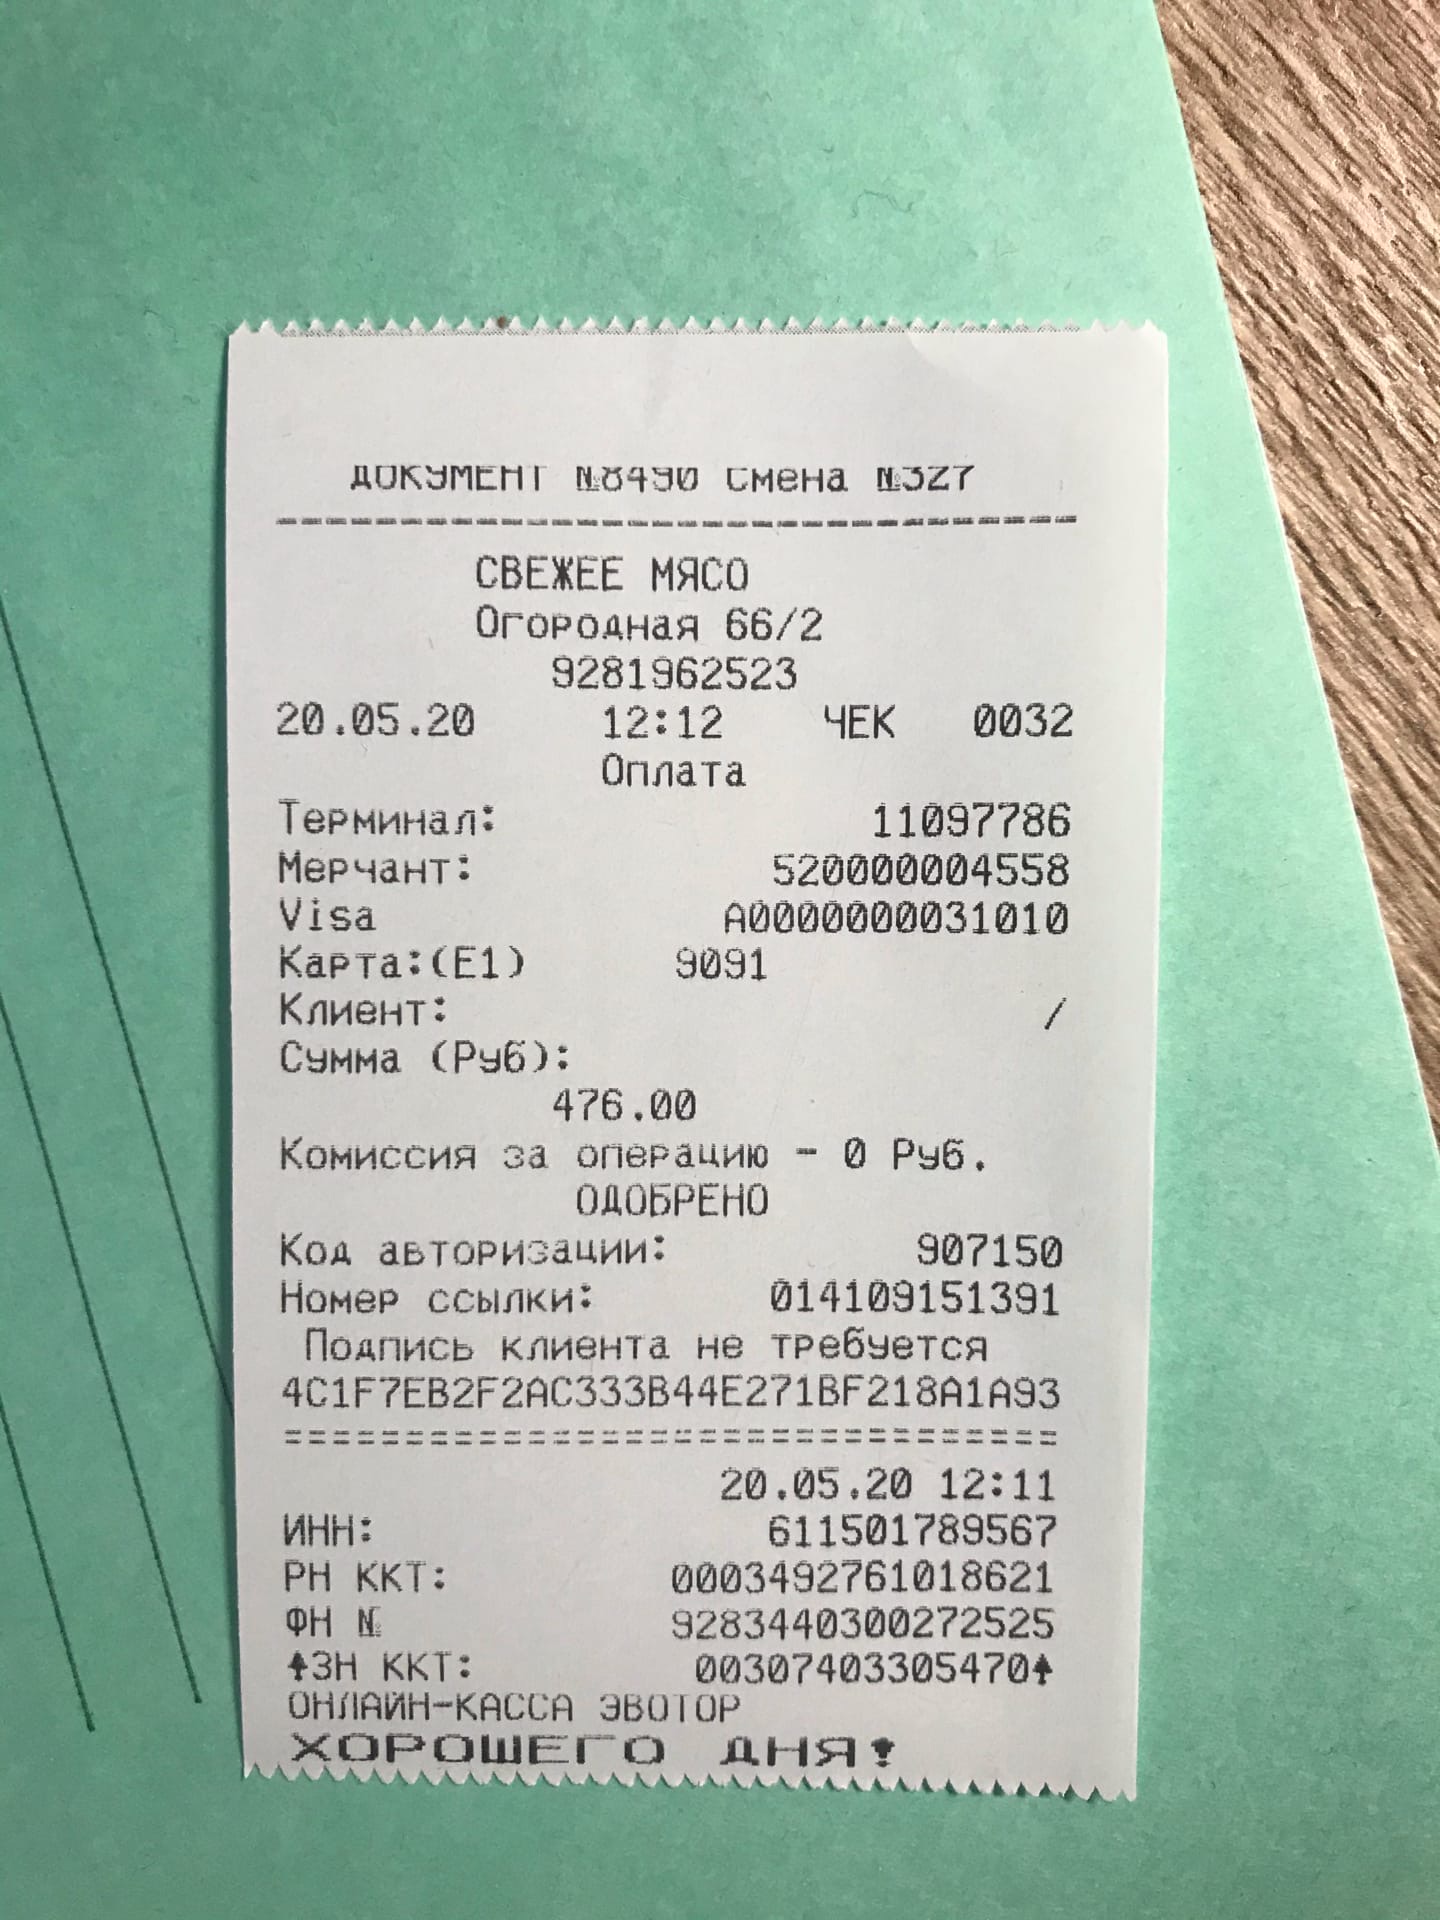 ДОКУМЕНТ №8490 Смена №327
--------------------------------
СВЕЖЕЕ МЯСО
Огородная 66/2
9281962523
20.05.20 12:12 ЧЕК 0032
Оплата
Терминал: 11097786
Мерчант: 520000004558
Visa A0000000031010
Карта:(E1) 9091
Клиент: /
Сумма (Руб):
476.00
Комиссия за операцию - 0 Руб.
ОДОБРЕНО
Код авторизации: 907150
Номер ссылки: 014109151391
Подпись клиента не требуется
4C1F7EB2F2AC333B44E271BF218A1A93
================================
20.05.20 12:11
ИНН: 611501789567
РН ККТ: 0003492761018621
ФН № 9283440300272525
↑ЗН ККТ: 00307403305470↑
ОНЛАЙН-КАССА ЭВОТОР
ХОРОШЕГО ДНЯ!